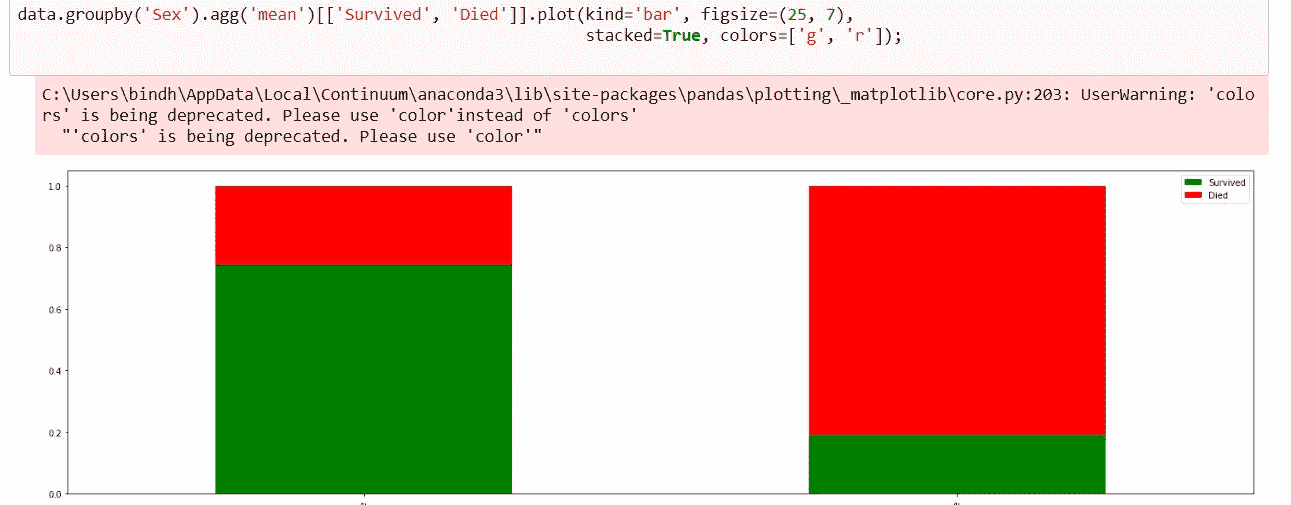 data.groupby('Sex').agg('mean')[['Survived', 'Died']].plot(kind='bar', figsize=(25, 7),
stacked=True, colors=['g', 'r']);
C:\Users\bindh\AppData\Local\Continuum\anaconda3\lib\site-packages\pandas\plotting\_matplotlib\core.py:203: UserWarning: 'colo
rs' is being deprecated. Please use 'color'instead of 'colors'
"'colors' is being deprecated. Please use 'color'"
Survived
Died
1.0
0.8
0.6
0.4
0.2
0.0